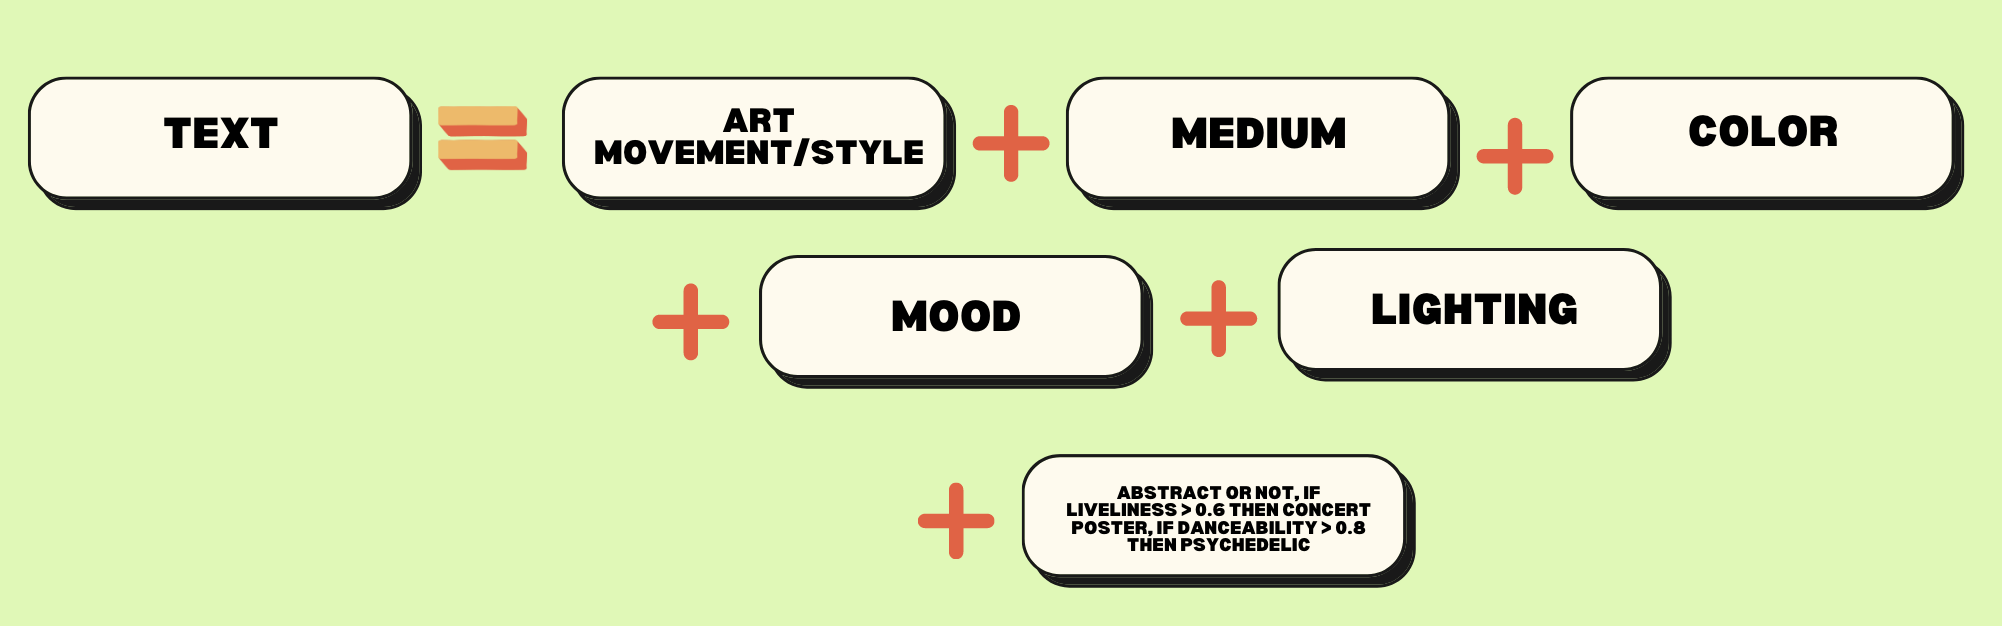 TEXT
=
ART
MOVEMENT/STYLE
+
MEDIUM
+
COLOR
+
MOOD
+
LIGHTING
+
ABSTRACT OR NOT, IF
LIVELINESS > 0.6 THEN CONCERT
POSTER, IF DANCEABILITY > 0.8
THEN PSYCHEDELIC